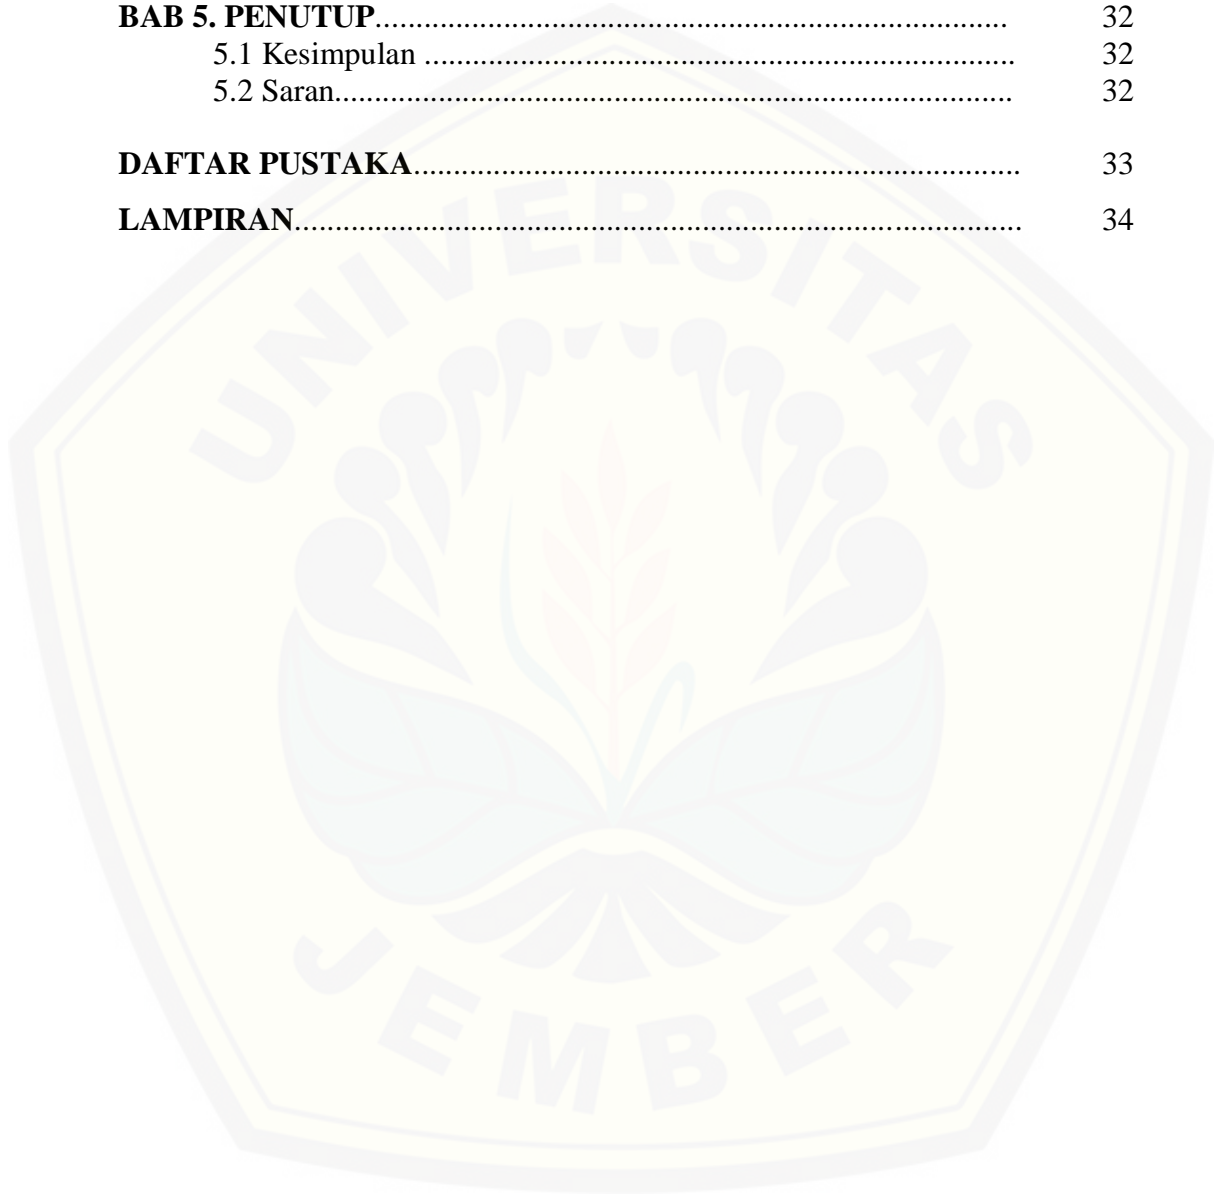 BAB 5. PENUTUP............................................................................ 32
5.1 Kesimpulan ....................................................................... 32
5.2 Saran................................................................................. 32
DAFTAR PUSTAKA......................................................................... 33
LAMPIRAN....................................................................................... 34
UNIVERSITAS
JEMBER